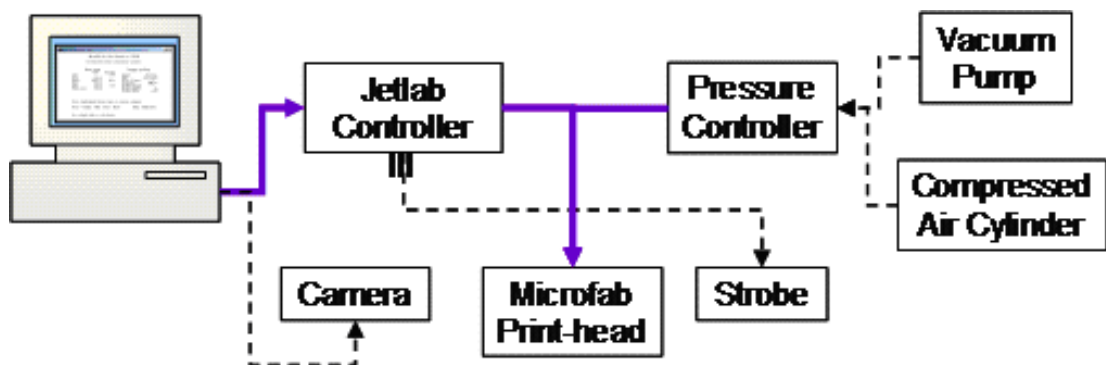 Jetlab
Controller
Pressure
Controller
Vacuum
Pump
Compressed
Air Cylinder
Camera
Microfab
Print-head
Strobe